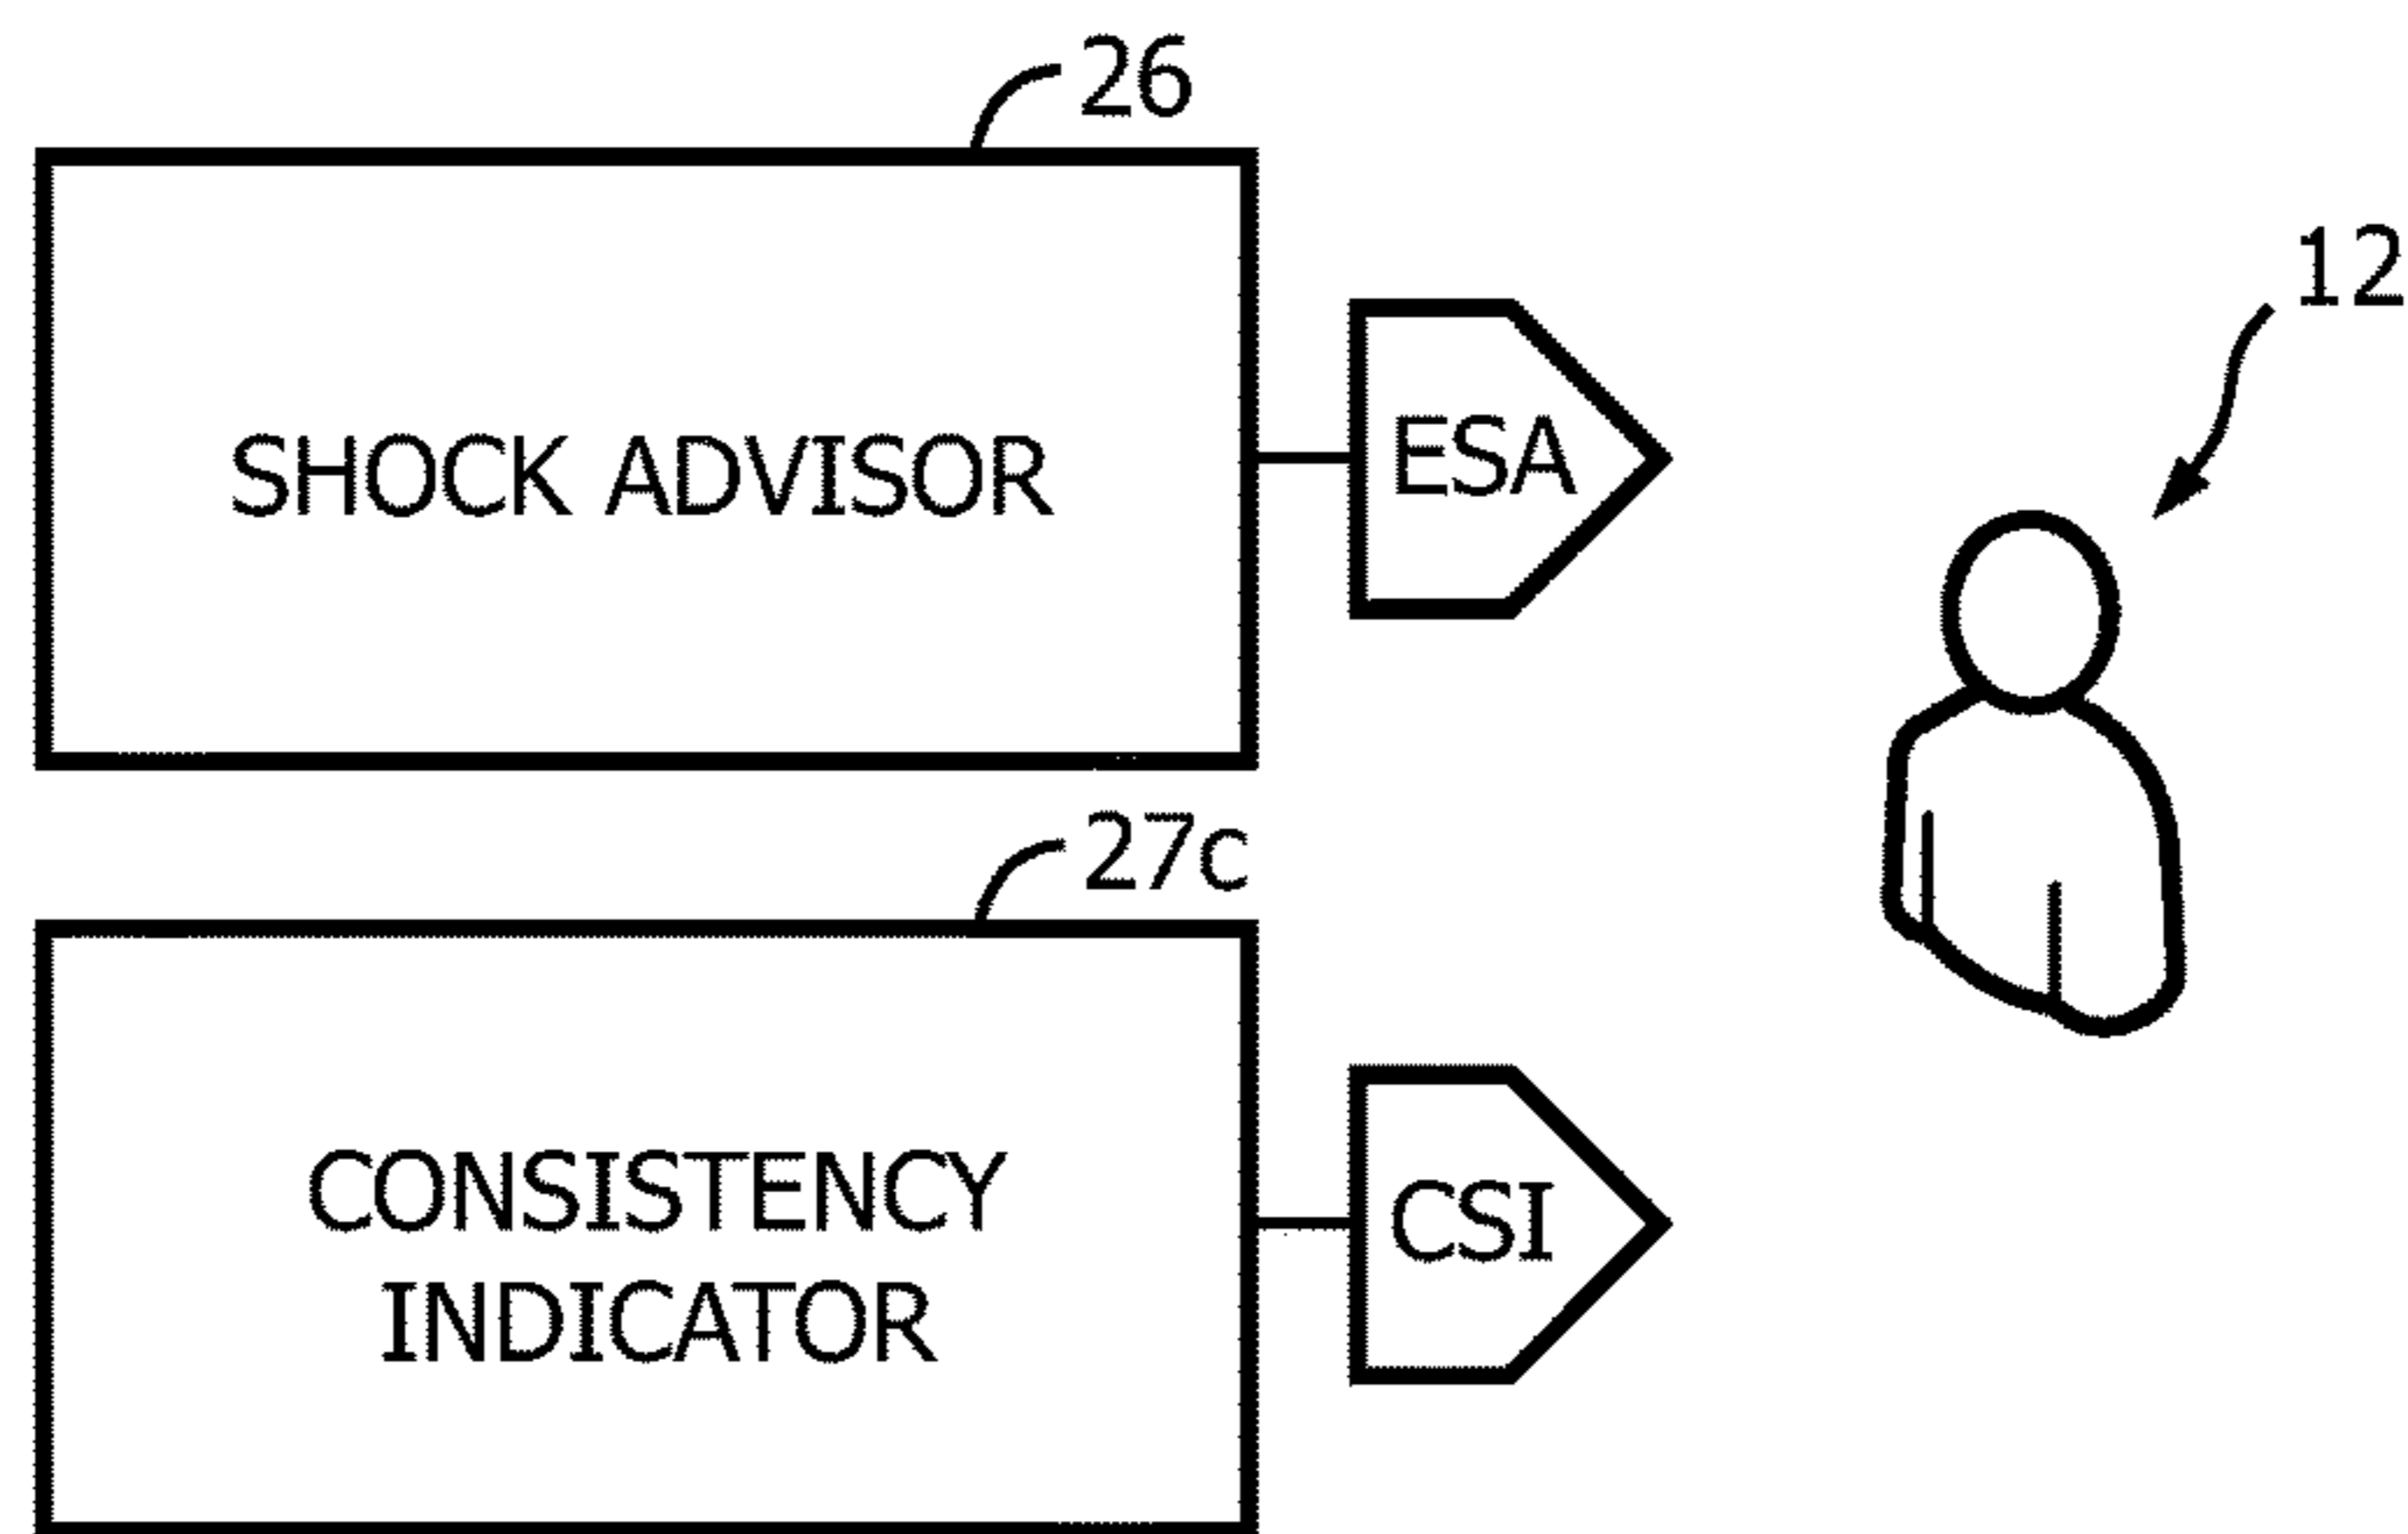 26
SHOCK ADVISOR
ESA
12
27c
CONSISTENCY
INDICATOR
CSI